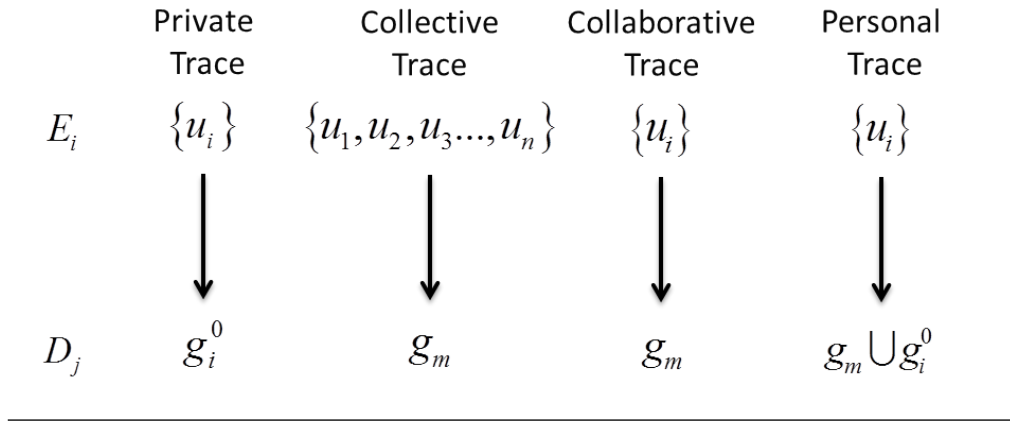 Private Collective Collaborative Personal
Trace Trace Trace Trace
E_i {u_i} {u_1,u_2,u_3...,u_n} {u_i} {u_i}
D_j g_i^0 g_m g_m g_m⋃g_i^0